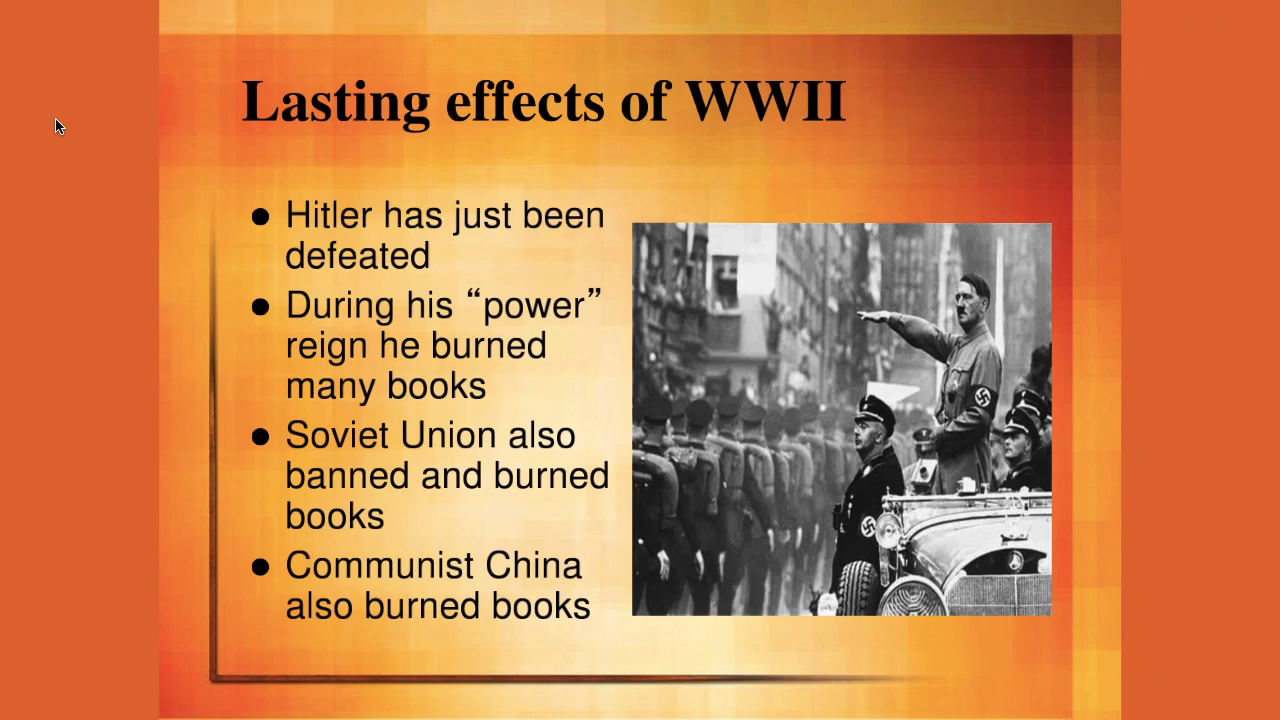 Lasting effects of WWII
● Hitler has just been
defeated
● During his “power”
reign he burned
many books
● Soviet Union also
banned and burned
books
● Communist China
also burned books